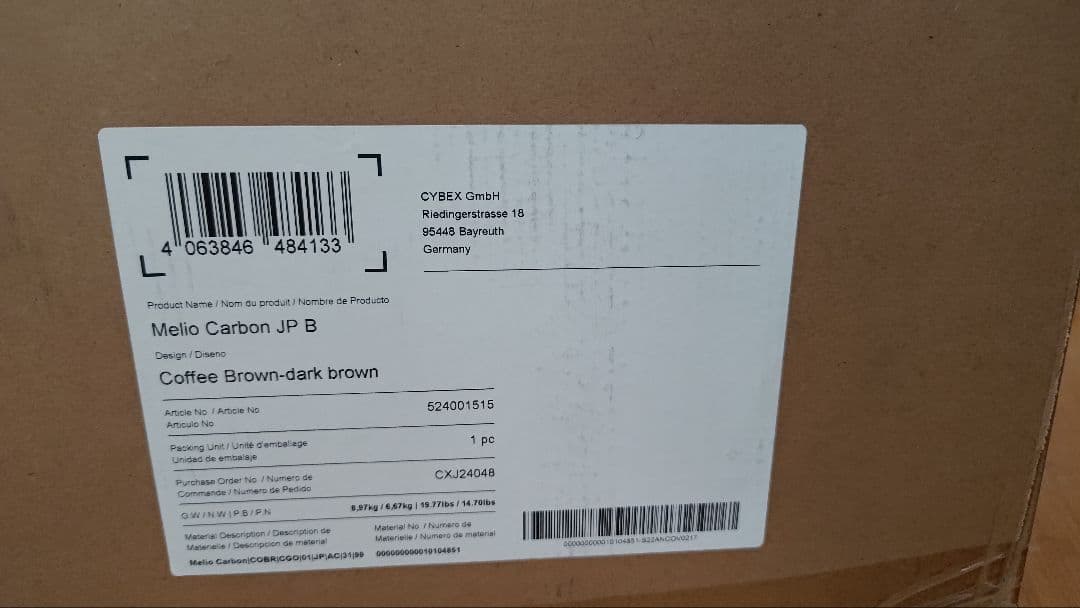 4 063846 484133
CYBEX GmbH
Riedingerstrasse 18
95448 Bayreuth
Germany
Product Name / Nom du produit / Nombre de Producto
Melio Carbon JP B
Design / Diseno
Coffee Brown-dark brown
Article No. / Article No.
Articulo No
524001515
Packing Unit / Unité d'emballage
Unidad de embalaje
1 pc
Purchase Order No / Numero de
Commande / Numero de Pedido
CXJ24048
G.W / N.W | P.B / P.N
8,97kg / 6,67kg | 19.77lbs / 14.70lbs
Material Description / Description de
Materielle / Descripcion de material
Melio Carbon|COBR|CGO|01|JP|AC|31|99
Material No. / Numero de
Materielle / Numero de material
000000000010104851